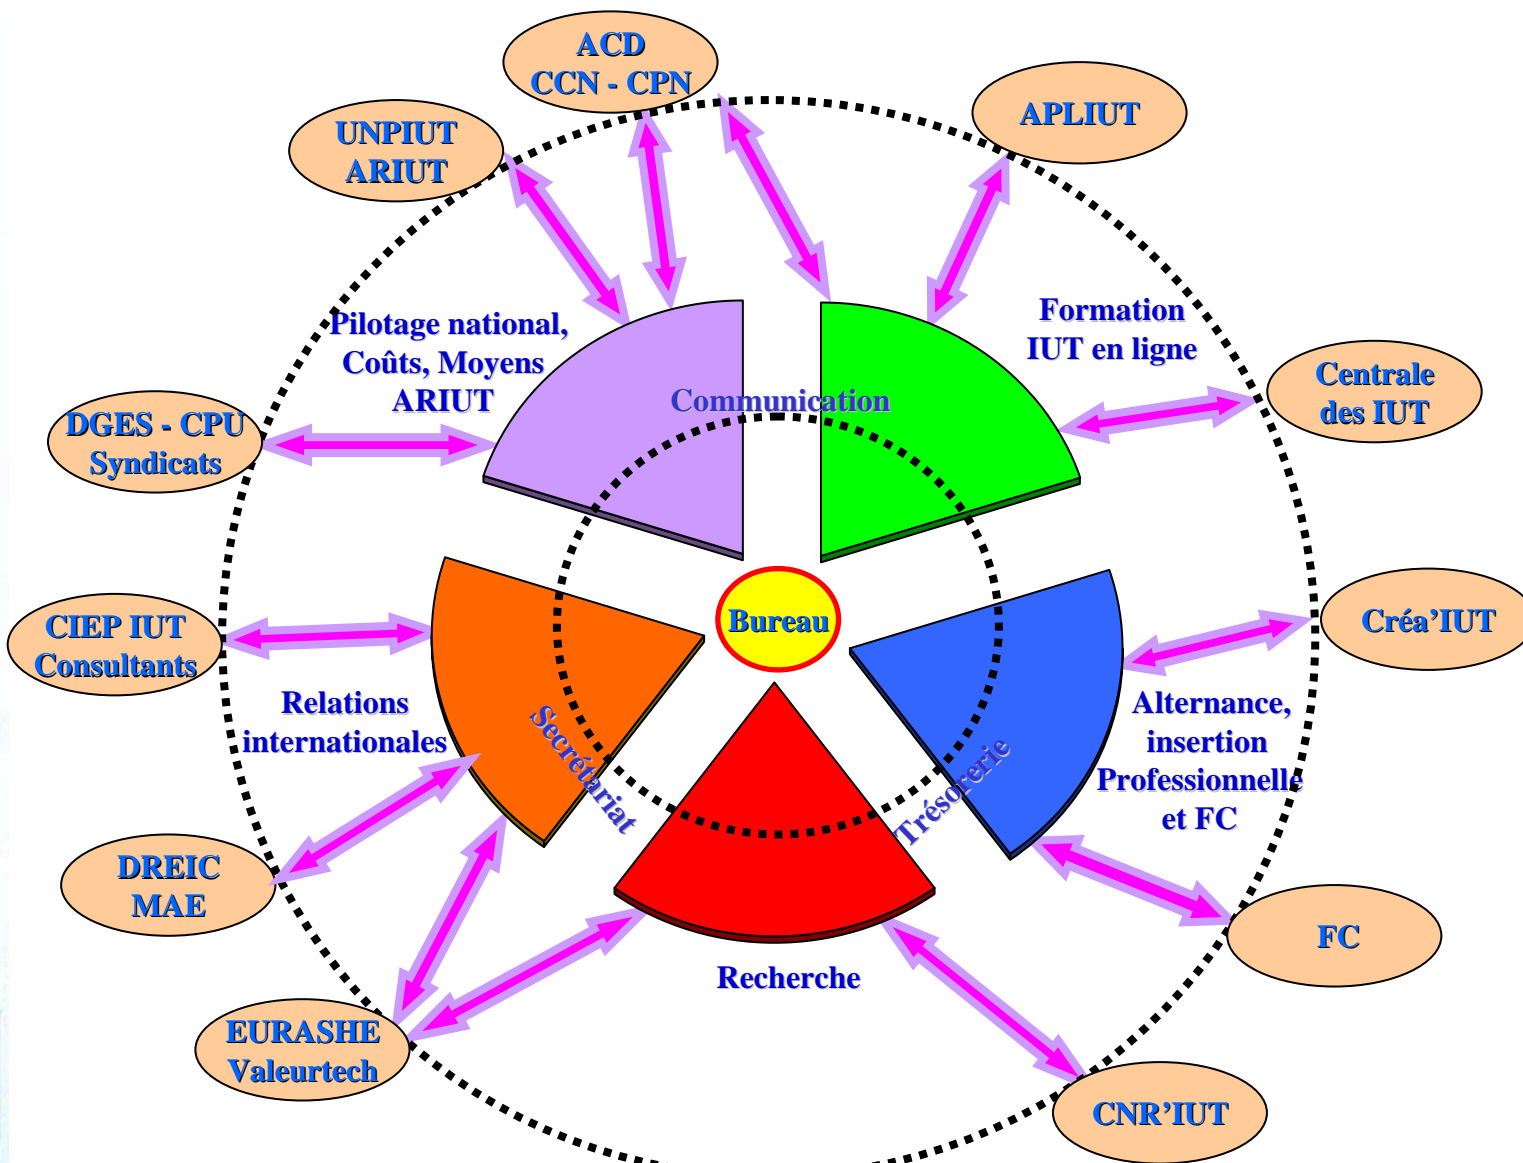 ACD
CCN - CPN
UNPIUT
ARIUT
APLIUT
Pilotage national,
Coûts, Moyens
ARIUT
Formation
IUT en ligne
Communication
Centrale
des IUT
DGES - CPU
Syndicats
Bureau
CIEP IUT
Consultants
Créa’IUT
Relations
internationales
Secrétariat
Trésorerie
Alternance,
insertion
Professionnelle
et FC
DREIC
MAE
FC
Recherche
EURASHE
Valeurtech
CNR’IUT